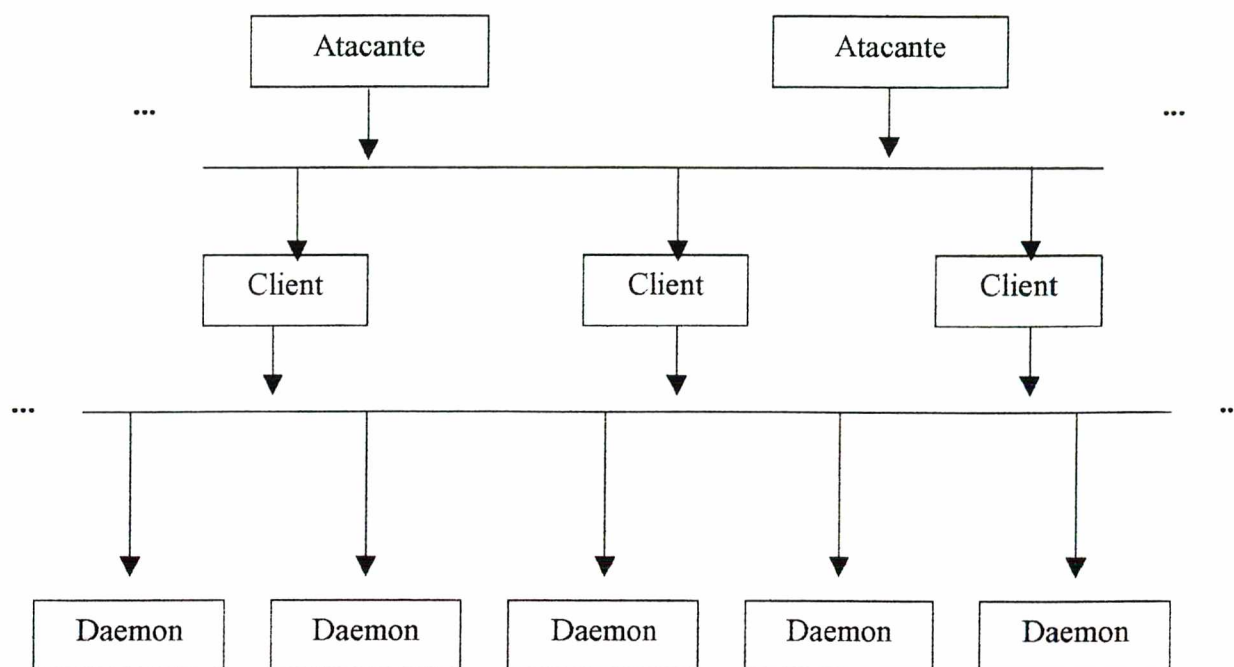 Atacante Atacante
... ...
Client Client Client
... ..
Daemon Daemon Daemon Daemon Daemon